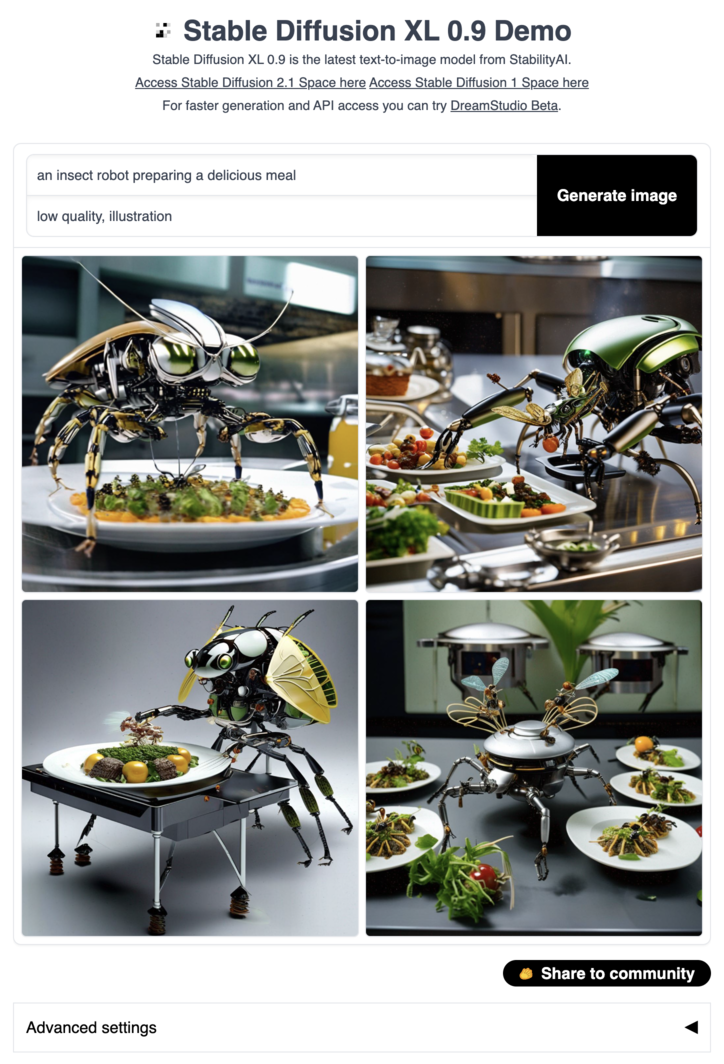 Stable Diffusion XL 0.9 Demo
Stable Diffusion XL 0.9 is the latest text-to-image model from StabilityAI.
Access Stable Diffusion 2.1 Space here Access Stable Diffusion 1 Space here
For faster generation and API access you can try DreamStudio Beta.
an insect robot preparing a delicious meal
Generate image
low quality, illustration
Share to community
Advanced settings